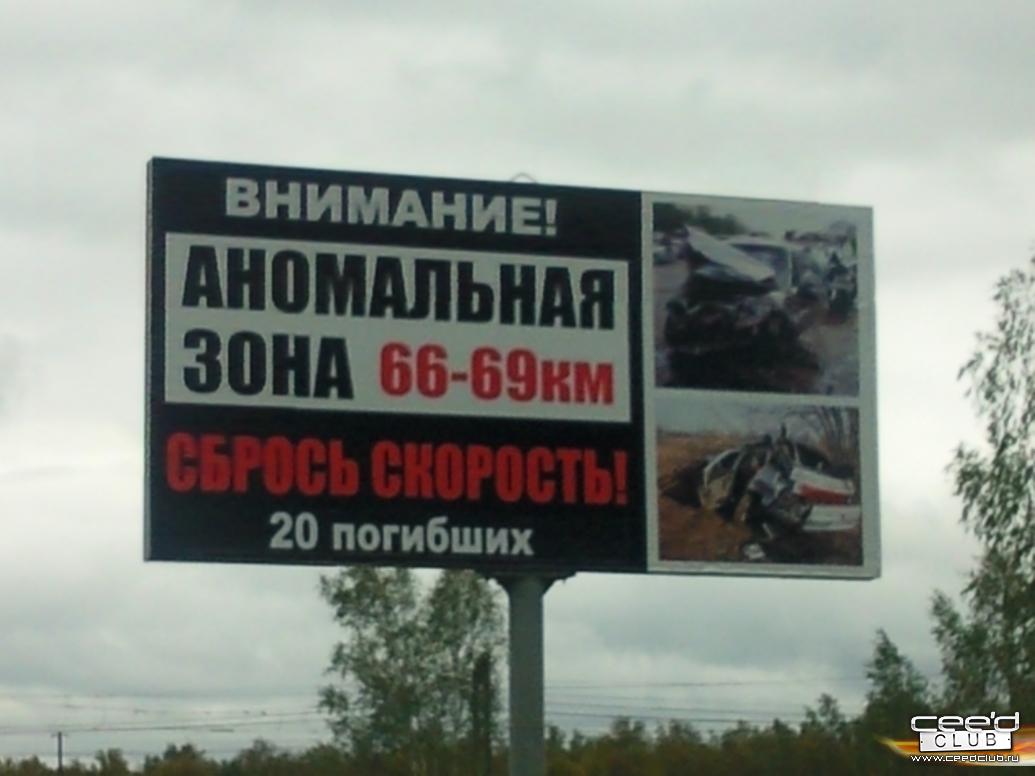 ВНИМАНИЕ!
АНОМАЛЬНАЯ
ЗОНА 66-69км
СБРОСЬ СКОРОСТЬ!
20 погибших
cee'd
CLUB
www.ceedclub.ru